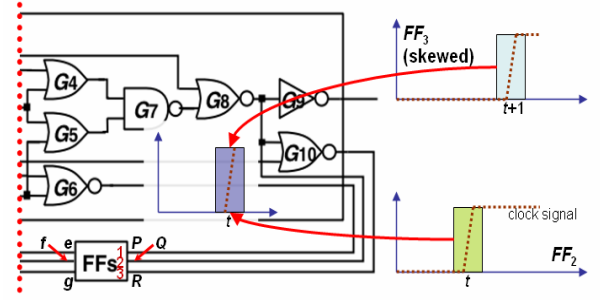 FF3
(skewed)
t+1
G4
G5
G6
G7
G8
G9
G10
t
clock signal
FF2
t
f
e
g
FFs
1
2
3
P
Q
R